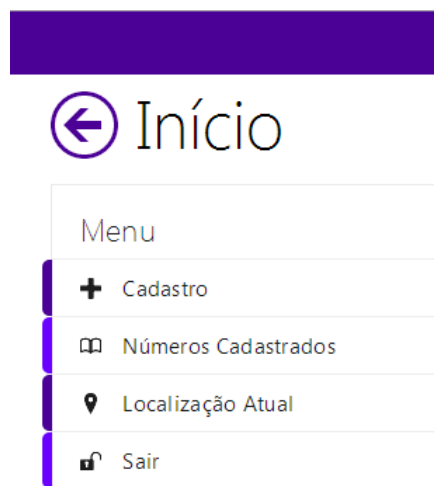 Início
Menu
Cadastro
Números Cadastrados
Localização Atual
Sair